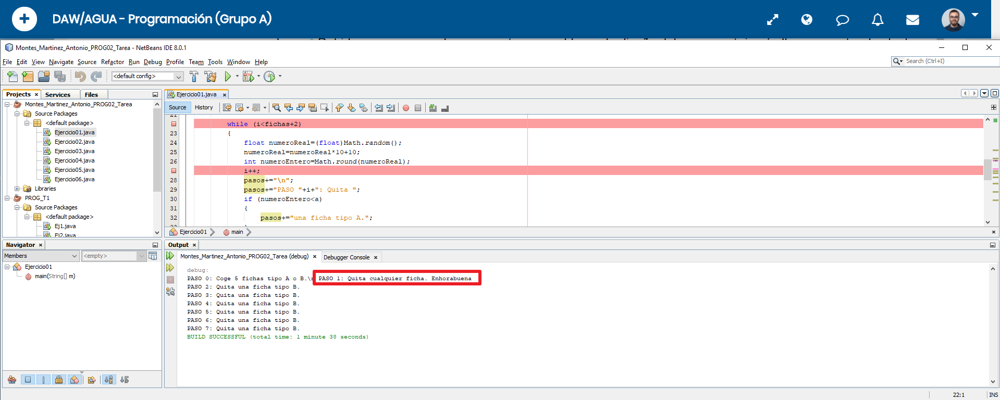 DAW/AGUA - Programación (Grupo A)
Montes_Martinez_Antonio_PROG02_Tarea - NetBeans IDE 8.0.1
File Edit View Navigate Source Refactor Run Debug Profile Team Tools Window Help
Search (Ctrl+I)
<default config>
Projects Services Files
Ejercicio01.java
Montes_Martinez_Antonio_PROG02_Tarea
Source Packages
<default package>
Ejercicio01.java
Ejercicio02.java
Ejercicio03.java
Ejercicio04.java
Ejercicio05.java
Ejercicio06.java
Libraries
PROG_T1
Source Packages
<default package>
Ej1.java
Ej2.java
Source History
21
while (i<fichas+2)
23 {
24 float numeroReal=(float)Math.random();
25 numeroReal=numeroReal*10+10;
26 int numeroEntero=Math.round(numeroReal);
i++;
28 pasos+="\n";
29 pasos+="PASO "+i+": Quita ";
30 if (numeroEntero<a)
31 {
32 pasos+="una ficha tipo A.";
Ejercicio01 main
Navigator
Members <empty>
Ejercicio01
main(String[] m)
Output
Montes_Martinez_Antonio_PROG02_Tarea (debug) Debugger Console
debug:
PASO 0: Coge 5 fichas tipo A o B.\n PASO 1: Quita cualquier ficha. Enhorabuena
PASO 2: Quita una ficha tipo B.
PASO 3: Quita una ficha tipo B.
PASO 4: Quita una ficha tipo B.
PASO 5: Quita una ficha tipo B.
PASO 6: Quita una ficha tipo B.
PASO 7: Quita una ficha tipo B.
BUILD SUCCESSFUL (total time: 1 minute 38 seconds)
22:1 INS